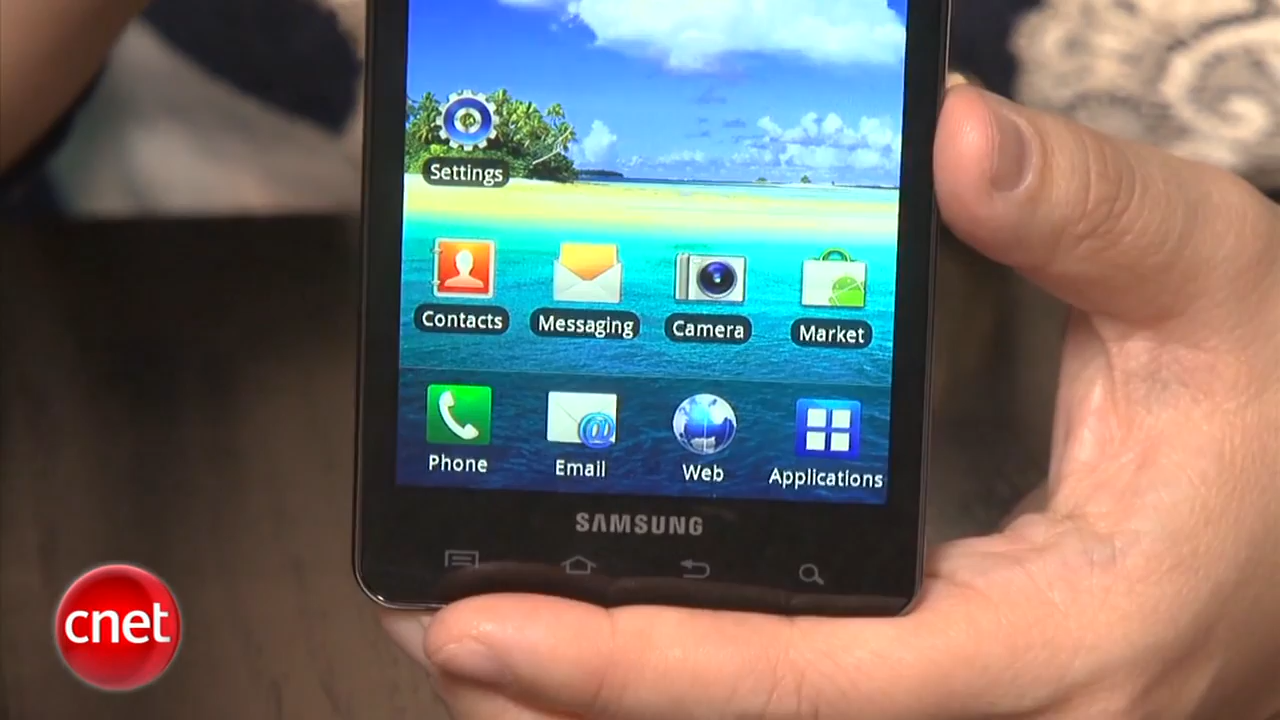 Settings
Contacts Messaging Camera Market
@
Phone Email Web Applications
SAMSUNG
cnet